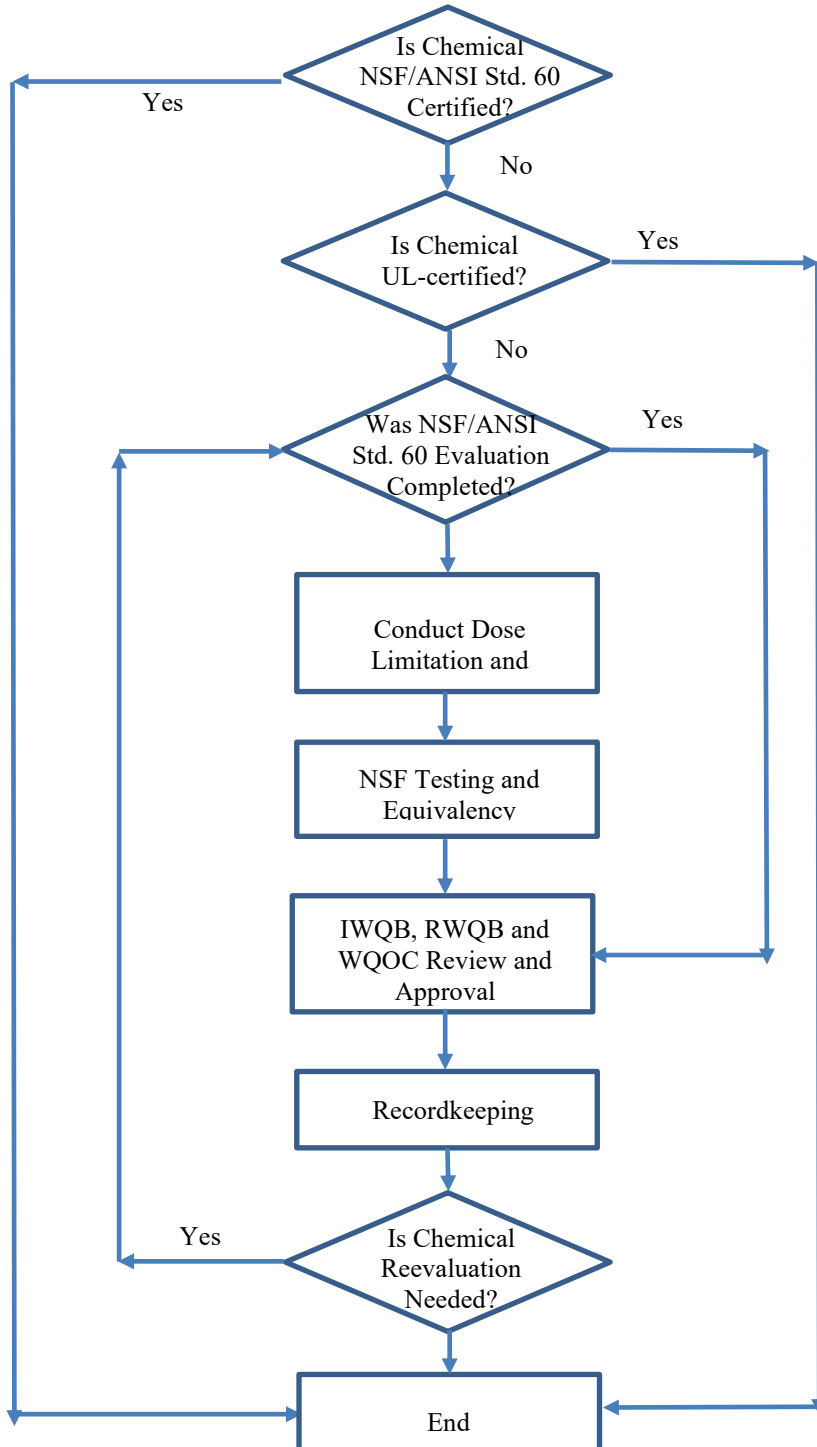 Is Chemical
NSF/ANSI Std. 60
Certified?
Yes
No
Is Chemical
UL-certified?
Yes
No
Was NSF/ANSI
Std. 60 Evaluation
Completed?
Yes
Conduct Dose
Limitation and
NSF Testing and
Equivalency
IWQB, RWQB and
WQOC Review and
Approval
Recordkeeping
Yes
Is Chemical
Reevaluation
Needed?
End